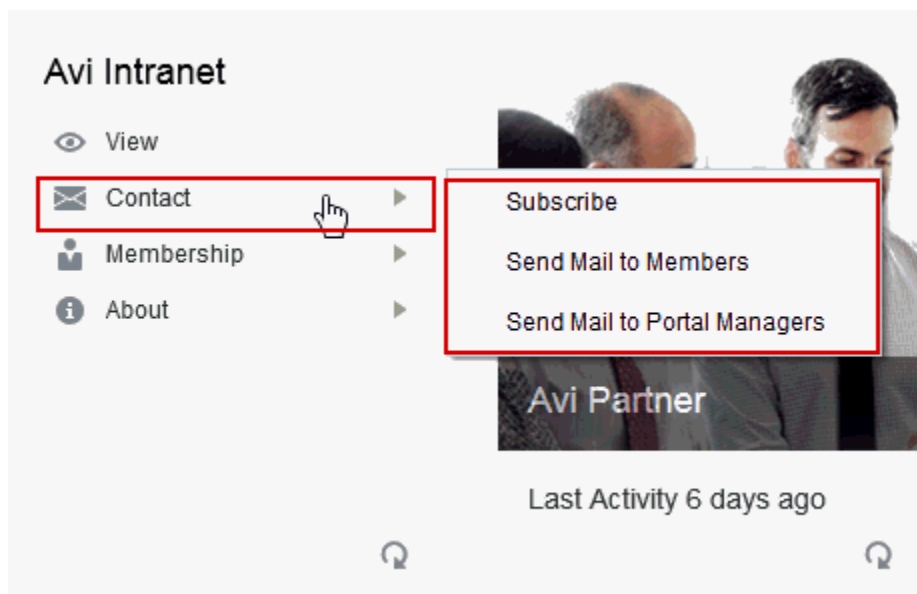 Avi Intranet
View
Contact
Membership
About
Subscribe
Send Mail to Members
Send Mail to Portal Managers
Avi Partner
Last Activity 6 days ago